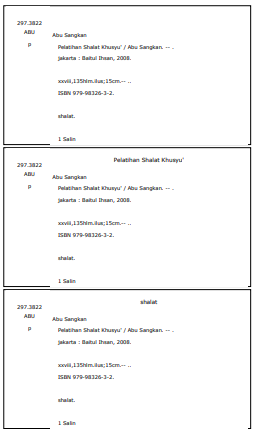 297.3822
ABU
p
Abu Sangkan
Pelatihan Shalat Khusyu' / Abu Sangkan. -- .
jakarta : Baitul Ihsan, 2008.
xxviii,135hlm.ilus;15cm.-- ..
ISBN 979-98326-3-2.
shalat.
1 Salin
Pelatihan Shalat Khusyu'
297.3822
ABU
p
Abu Sangkan
Pelatihan Shalat Khusyu' / Abu Sangkan. -- .
jakarta : Baitul Ihsan, 2008.
xxviii,135hlm.ilus;15cm.-- ..
ISBN 979-98326-3-2.
shalat.
1 Salin
shalat
297.3822
ABU
p
Abu Sangkan
Pelatihan Shalat Khusyu' / Abu Sangkan. -- .
jakarta : Baitul Ihsan, 2008.
xxviii,135hlm.ilus;15cm.-- ..
ISBN 979-98326-3-2.
shalat.
1 Salin